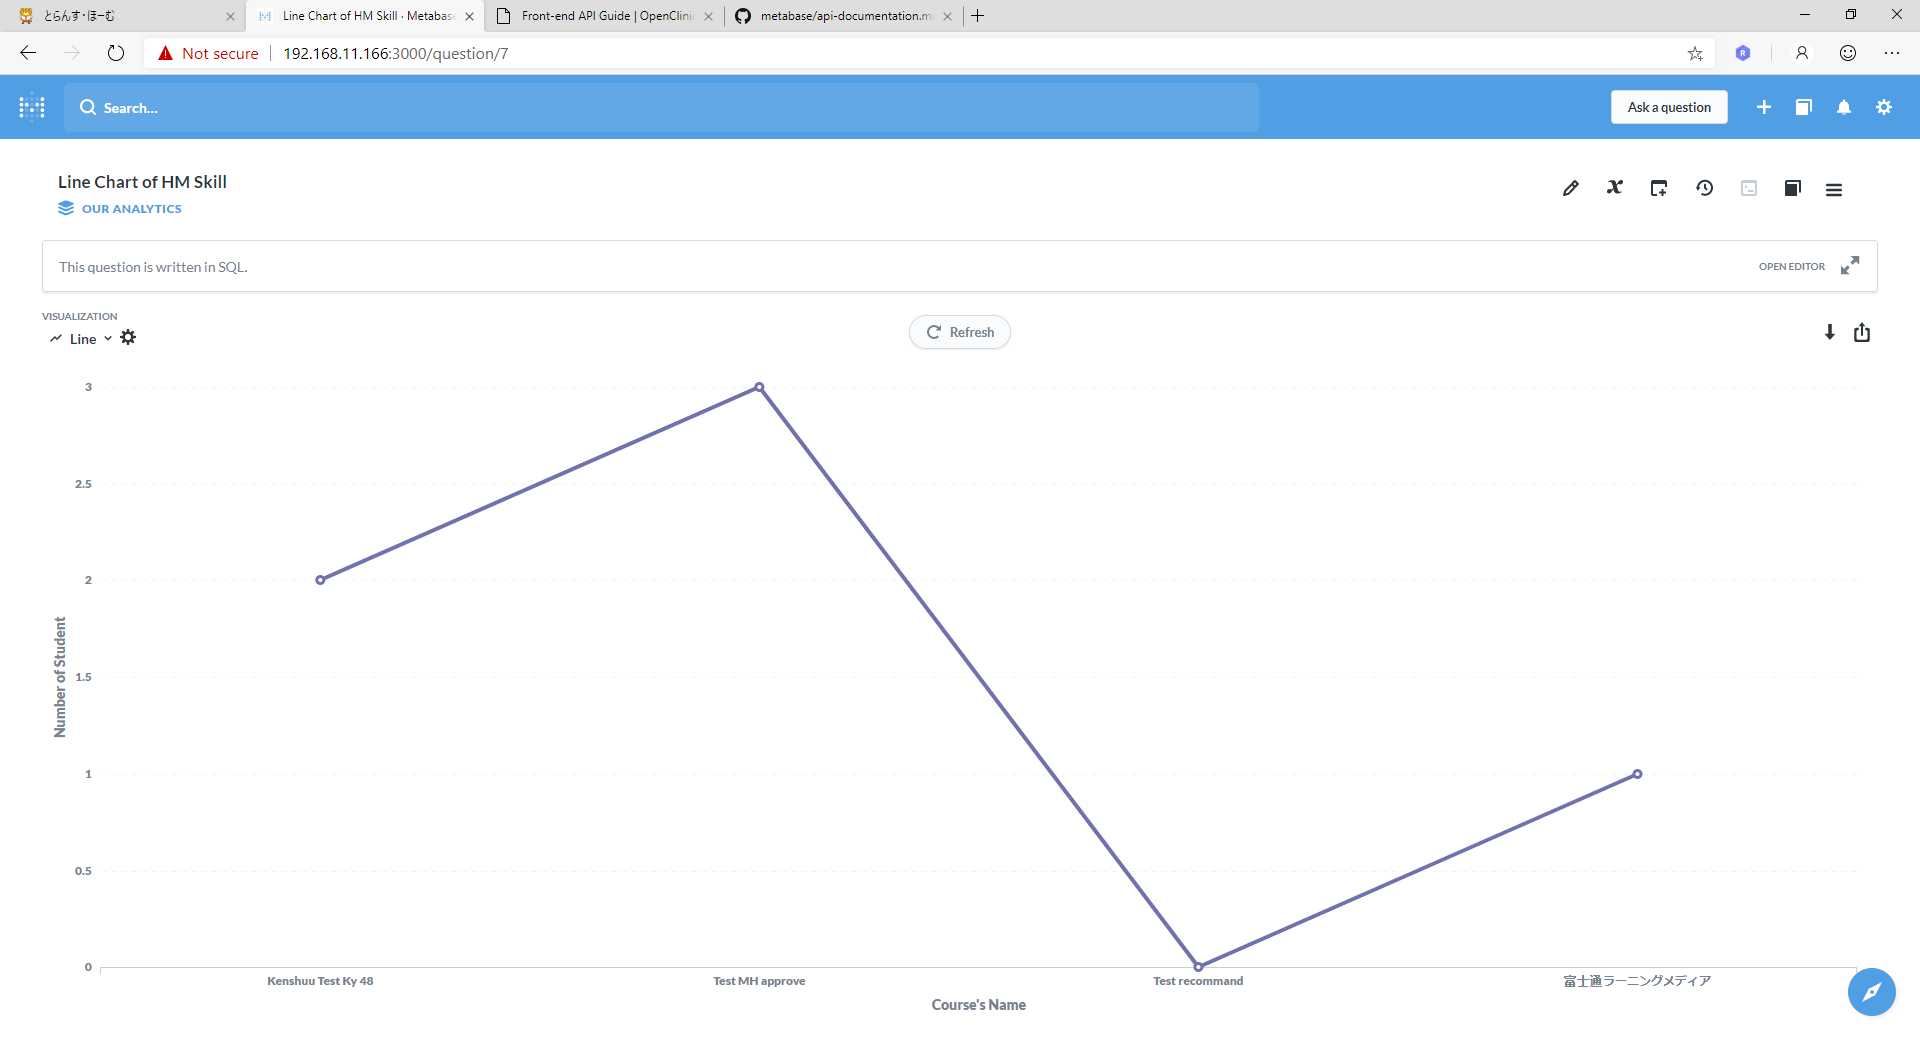 とらんす・ほーむ
Line Chart of HM Skill · Metabase
Front-end API Guide | OpenClinic
metabase/api-documentation.m
Not secure
192.168.11.166:3000/question/7
Search...
Ask a question
Line Chart of HM Skill
OUR ANALYTICS
This question is written in SQL.
OPEN EDITOR
VISUALIZATION
Line
Refresh
3
2.5
2
1.5
1
0.5
0
Number of Student
Kenshuu Test Ky 48
Test MH approve
Test recommand
富士通ラーニングメディア
Course's Name